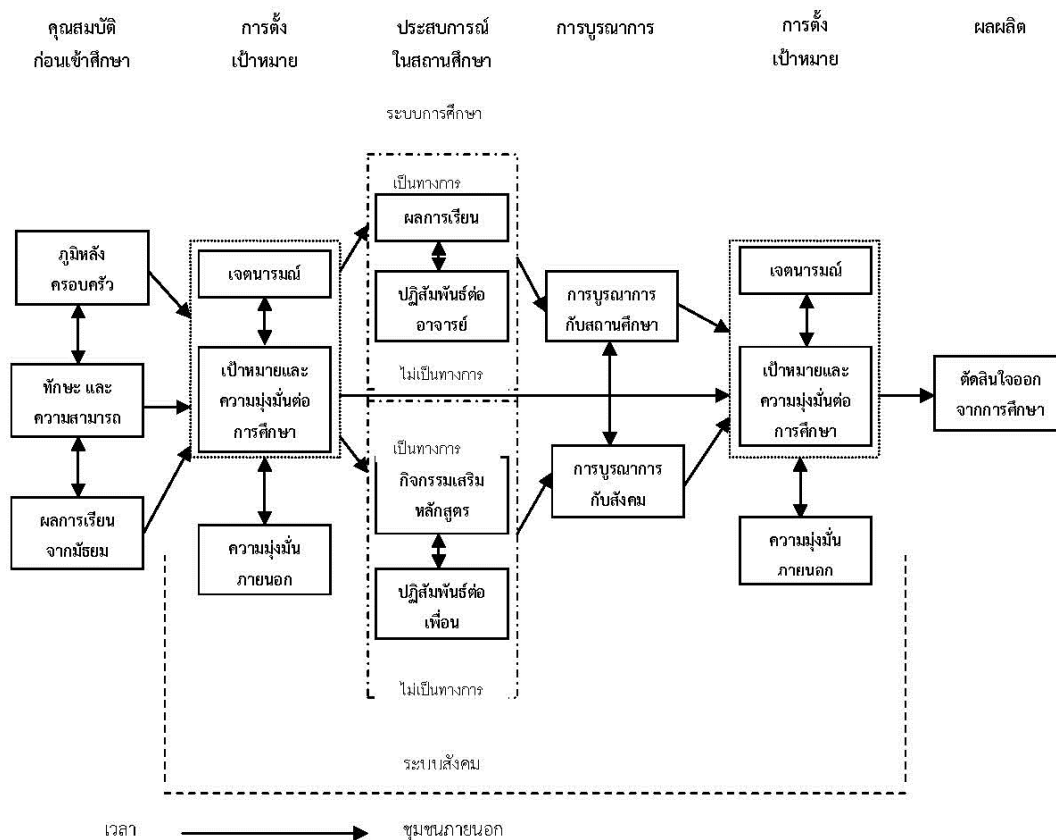 คุณสมบัติ
ก่อนเข้าศึกษา
การตั้ง
เป้าหมาย
ประสบการณ์
ในสถานศึกษา
การบูรณาการ
การตั้ง
เป้าหมาย
ผลผลิต
ระบบการศึกษา
ภูมิหลัง
ครอบครัว
ทักษะ และ
ความสามารถ
ผลการเรียน
จากมัธยม
เจตนารมณ์
เป้าหมายและ
ความมุ่งมั่นต่อ
การศึกษา
ความมุ่งมั่น
ภายนอก
เป็นทางการ
ผลการเรียน
ปฏิสัมพันธ์ต่อ
อาจารย์
ไม่เป็นทางการ
เป็นทางการ
กิจกรรมเสริม
หลักสูตร
ปฏิสัมพันธ์ต่อ
เพื่อน
ไม่เป็นทางการ
การบูรณาการ
กับสถานศึกษา
การบูรณาการ
กับสังคม
เจตนารมณ์
เป้าหมายและ
ความมุ่งมั่นต่อ
การศึกษา
ความมุ่งมั่น
ภายนอก
ตัดสินใจออก
จากการศึกษา
ระบบสังคม
เวลา
ชุมชนภายนอก